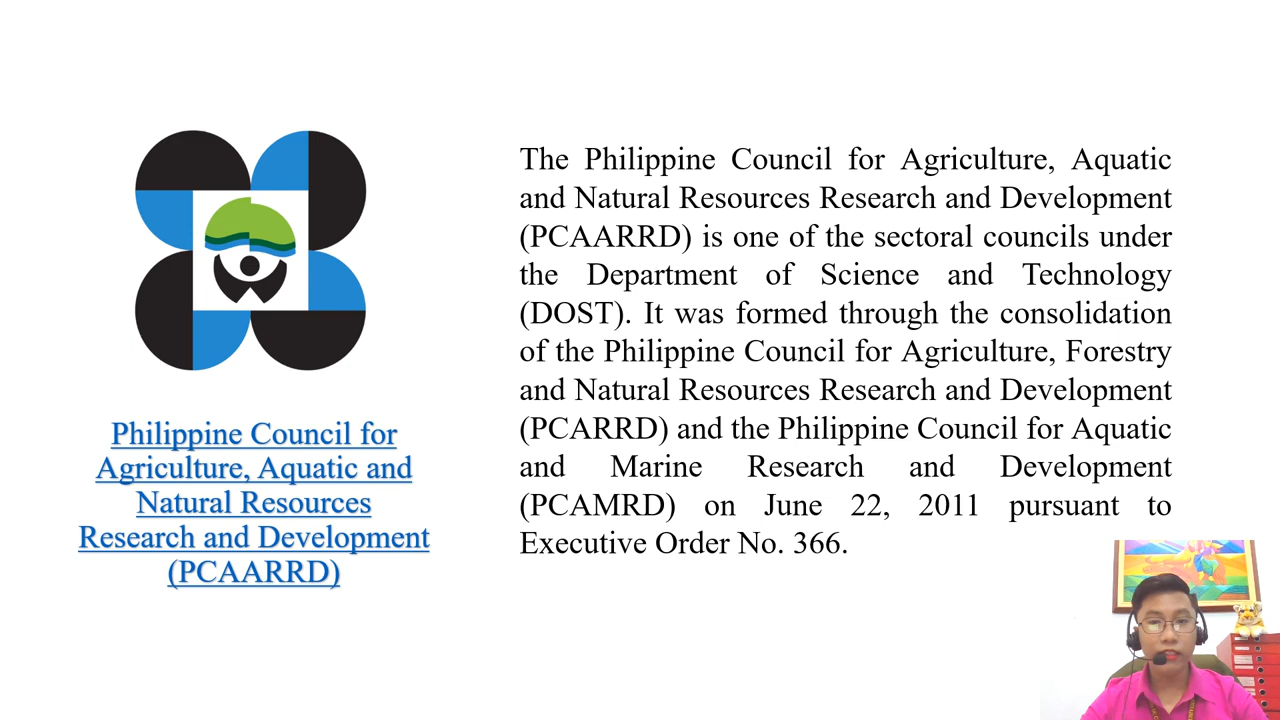 Philippine Council for
Agriculture, Aquatic and
Natural Resources
Research and Development
(PCAARRD)
The Philippine Council for Agriculture, Aquatic
and Natural Resources Research and Development
(PCAARRD) is one of the sectoral councils under
the Department of Science and Technology
(DOST). It was formed through the consolidation
of the Philippine Council for Agriculture, Forestry
and Natural Resources Research and Development
(PCARRD) and the Philippine Council for Aquatic
and Marine Research and Development
(PCAMRD) on June 22, 2011 pursuant to
Executive Order No. 366.